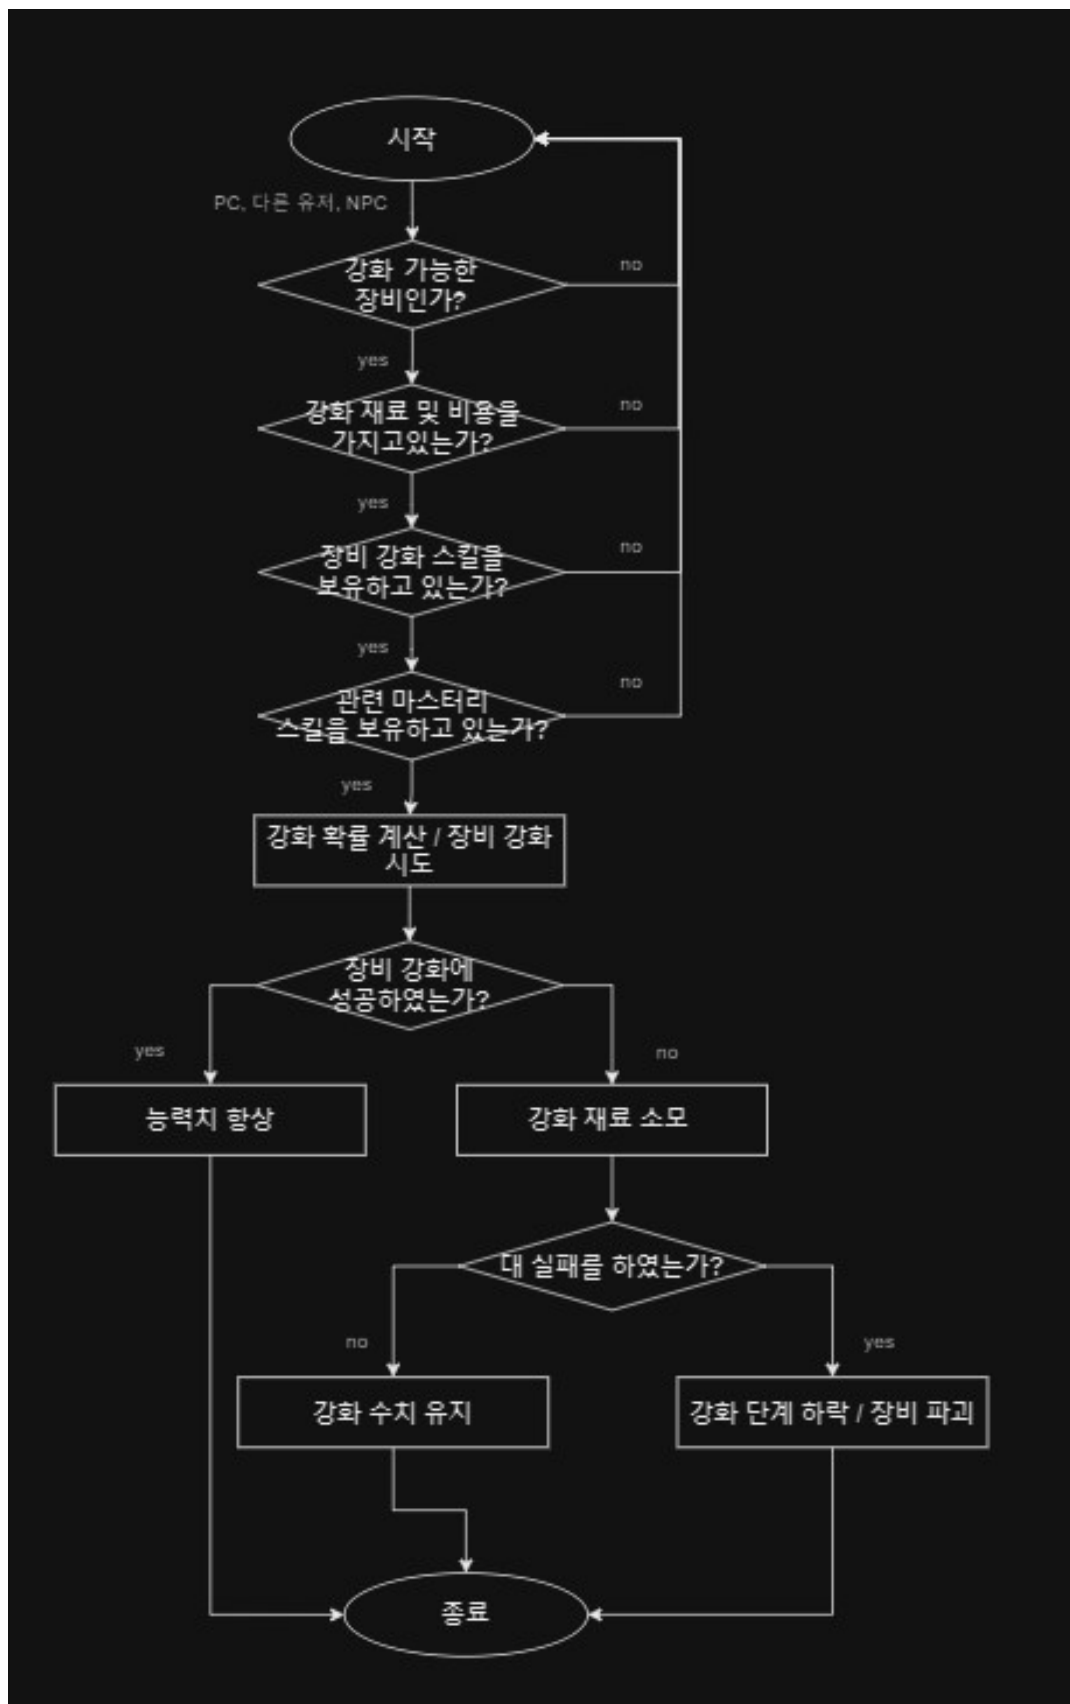 시작
PC, 다른 유저, NPC
강화 가능한
장비인가?
no
yes
강화 재료 및 비용을
가지고있는가?
no
yes
장비 강화 스킬을
보유하고 있는가?
no
yes
관련 마스터리
스킬을 보유하고 있는가?
no
yes
강화 확률 계산 / 장비 강화
시도
장비 강화에
성공하였는가?
yes
no
능력치 항상
강화 재료 소모
대 실패를 하였는가?
no
yes
강화 수치 유지
강화 단계 하락 / 장비 파괴
종료